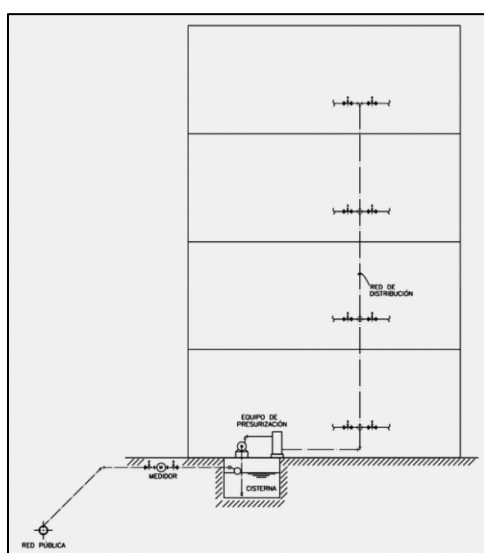 RED DE
DISTRIBUCIÓN
EQUIPO DE
PRESURIZACIÓN
M
MEDIDOR
CISTERNA
RED PÚBLICA